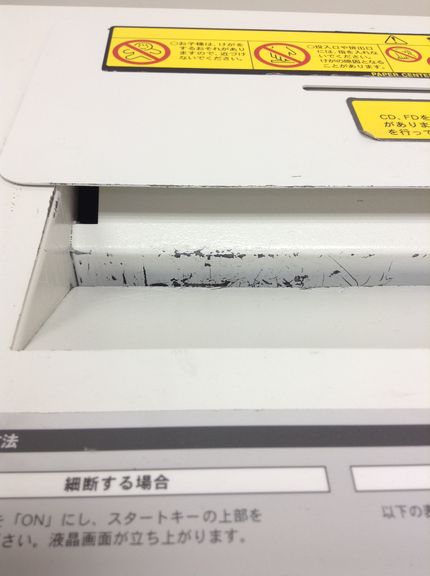 ○お子様は、けがを
するおそれがあり
ますので、近づけ
ないでください。
○投入口や排出口
には、指を入れな
いでください。
けがの原因となる
ことがあります。
PAPER CENTE
CD、FDを
がありま
を行って
方法
細断する場合
を「ON」にし、スタートキーの上部を
ださい。液晶画面が立ち上がります。
以下の表